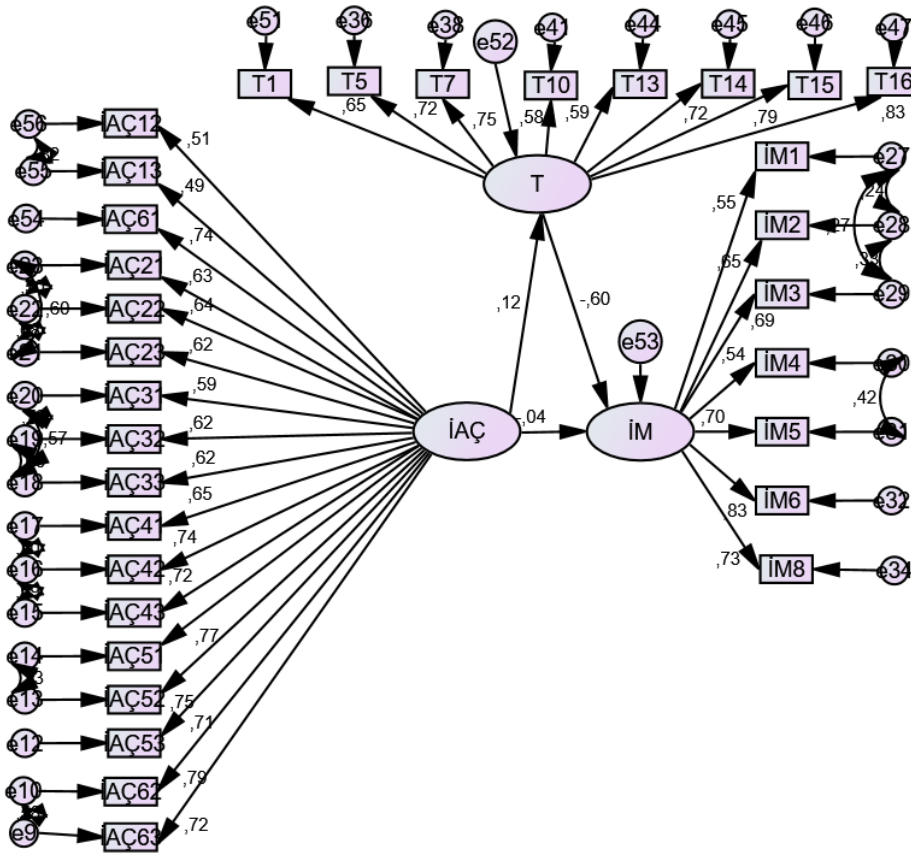 e51 e36 e38 e52 e41 e44 e45 e46 e47
T1 T5 T7 T10 T13 T14 T15 T16
,65 ,72 ,75 ,58 ,59 ,72 ,79 ,83
T
e56 İAÇ12 ,51
e55 İAÇ13 ,49
e54 İAÇ61 ,74
İAÇ21 ,63
e22 ,60 İAÇ22 ,64
İAÇ23 ,62
e20 İAÇ31 ,59
e19 ,57 İAÇ32 ,62
e18 İAÇ33 ,62
e17 İAÇ41 ,65
e16 İAÇ42 ,74
e15 İAÇ43 ,72
e14 İAÇ51 ,77
e13 İAÇ52 ,75
e12 İAÇ53 ,71
e10 İAÇ62 ,79
e9 İAÇ63 ,72
,12 -,60
e53
İAÇ -,04 İM
,55 İM1 e27
,24
,65 İM2 ,27 e28
,33
,69 İM3 e29
,54 İM4
,42
,70 İM5
,83 İM6 e32
,73 İM8 e34